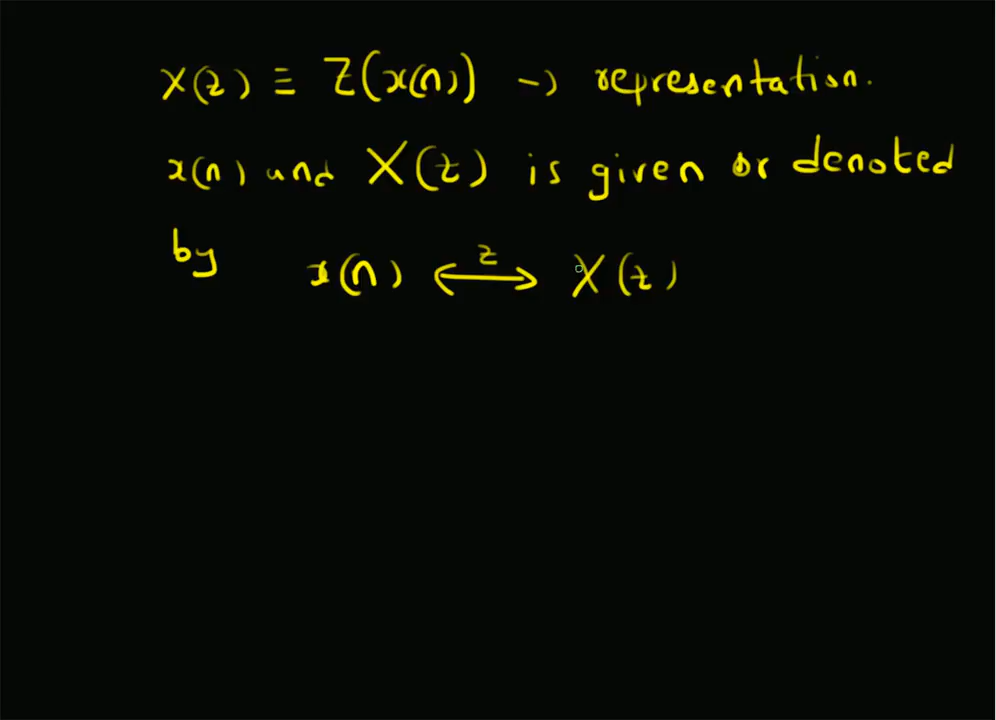 X(z) ≡ Z(x(n)) → representation.
x(n) and X(z) is given or denoted
by x(n) ⟷ᶻ X(z)